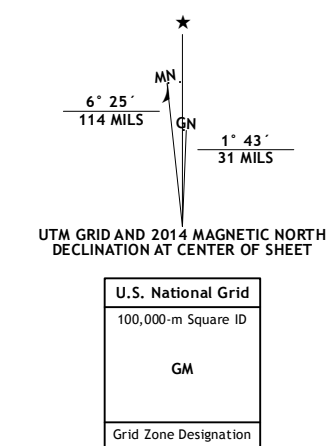 ★
MN
6° 25´
114 MILS
GN
1° 43´
31 MILS
UTM GRID AND 2014 MAGNETIC NORTH
DECLINATION AT CENTER OF SHEET
U.S. National Grid
100,000-m Square ID
GM
Grid Zone Designation